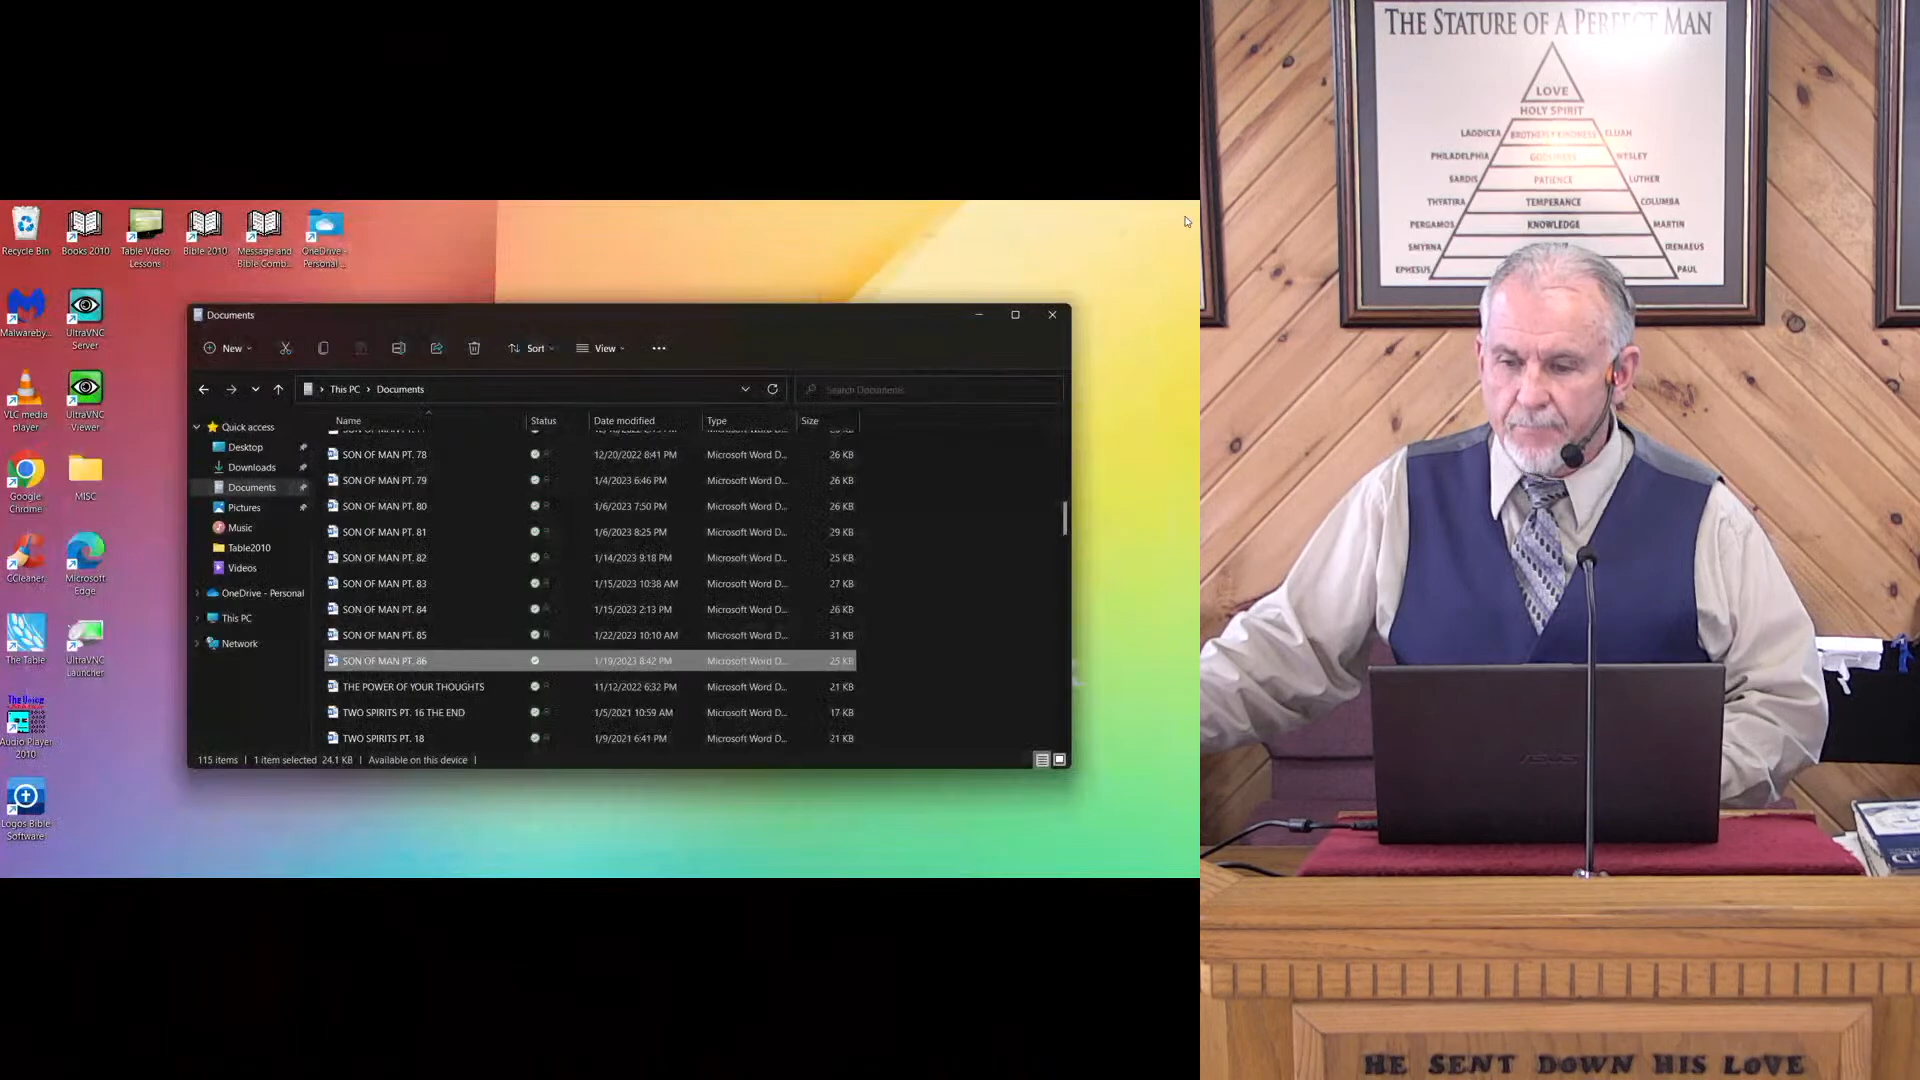 Recycle Bin
Books 2010
Table Video
Lessons
Bible 2010
Message and
Bible Comb...
OneDrive -
Personal
Malwareby...
UltraVNC
Server
VLC media
player
UltraVNC
Viewer
Google
Chrome
MISC
CCleaner
Microsoft
Edge
The Table
UltraVNC
Launcher
The Voice
Audio Player
2010
Logos Bible
Software
Documents
New
Sort
View
This PC > Documents
Search Documents
Name Status Date modified Type Size
Quick access
Desktop
Downloads
Documents
Pictures
Music
Table2010
Videos
OneDrive - Personal
This PC
Network
SON OF MAN PT. 78 12/20/2022 8:41 PM Microsoft Word D... 26 KB
SON OF MAN PT. 79 1/4/2023 6:46 PM Microsoft Word D... 26 KB
SON OF MAN PT. 80 1/6/2023 7:50 PM Microsoft Word D... 26 KB
SON OF MAN PT. 81 1/6/2023 8:25 PM Microsoft Word D... 29 KB
SON OF MAN PT. 82 1/14/2023 9:18 PM Microsoft Word D... 25 KB
SON OF MAN PT. 83 1/15/2023 10:38 AM Microsoft Word D... 27 KB
SON OF MAN PT. 84 1/15/2023 2:13 PM Microsoft Word D... 26 KB
SON OF MAN PT. 85 1/22/2023 10:10 AM Microsoft Word D... 31 KB
SON OF MAN PT. 86 1/19/2023 8:42 PM Microsoft Word D... 25 KB
THE POWER OF YOUR THOUGHTS 11/12/2022 6:32 PM Microsoft Word D... 21 KB
TWO SPIRITS PT. 16 THE END 1/5/2021 10:59 AM Microsoft Word D... 17 KB
TWO SPIRITS PT. 18 1/9/2021 6:41 PM Microsoft Word D... 21 KB
115 items | 1 item selected 24.1 KB | Available on this device |
THE STATURE OF A PERFECT MAN
LOVE
HOLY SPIRIT
LAODICEA BROTHERLY KINDNESS ELIJAH
PHILADELPHIA GODLINESS WESLEY
SARDIS PATIENCE LUTHER
THYATIRA TEMPERANCE COLUMBA
PERGAMOS KNOWLEDGE MARTIN
SMYRNA IRENAEUS
EPHESUS PAUL
ASUS
HE SENT DOWN HIS LOVE